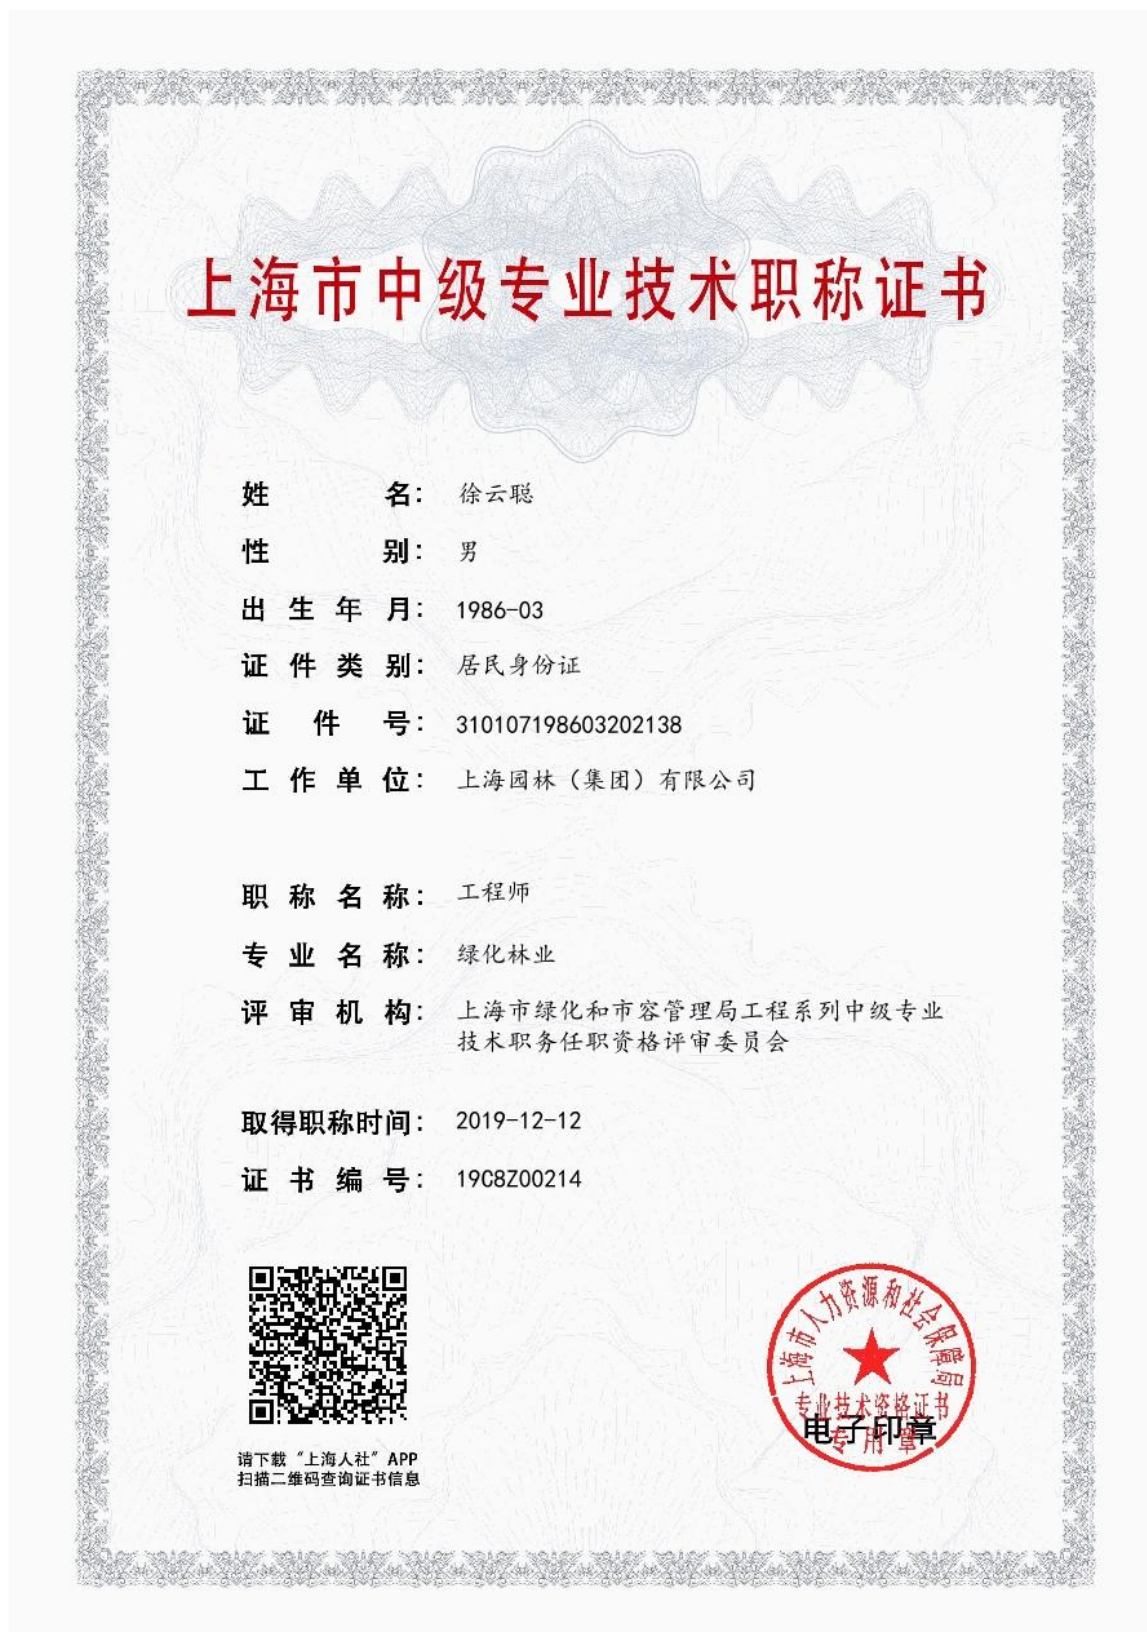 上海市中级专业技术职称证书
姓名： 徐云聪
性别： 男
出生年月： 1986-03
证件类别： 居民身份证
证件号： 310107198603202138
工作单位： 上海园林（集团）有限公司
职称名称： 工程师
专业名称： 绿化林业
评审机构： 上海市绿化和市容管理局工程系列中级专业
技术职务任职资格评审委员会
取得职称时间： 2019-12-12
证书编号： 19C8Z00214
请下载“上海人社”APP
扫描二维码查询证书信息
上海市人力资源和社会保障局
专业技术资格证书
专用章
电子印章